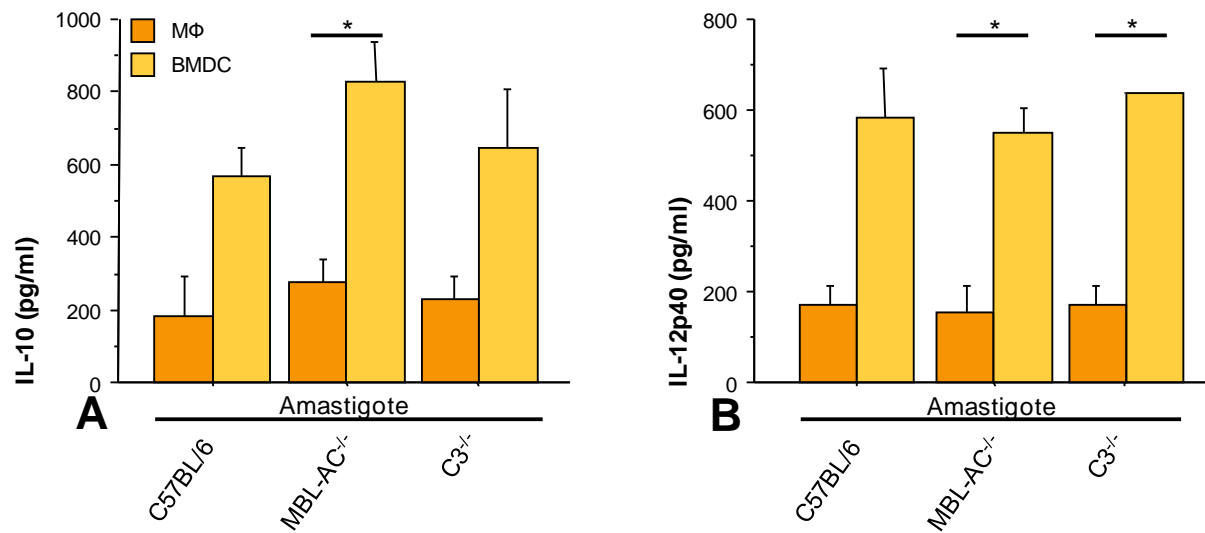 1000
800
600
400
200
0
IL-10 (pg/ml)
MΦ
BMDC
*
A
Amastigote
C57BL/6
MBL-AC-/-
C3-/-
800
600
400
200
0
IL-12p40 (pg/ml)
*
*
B
Amastigote
C57BL/6
MBL-AC-/-
C3-/-